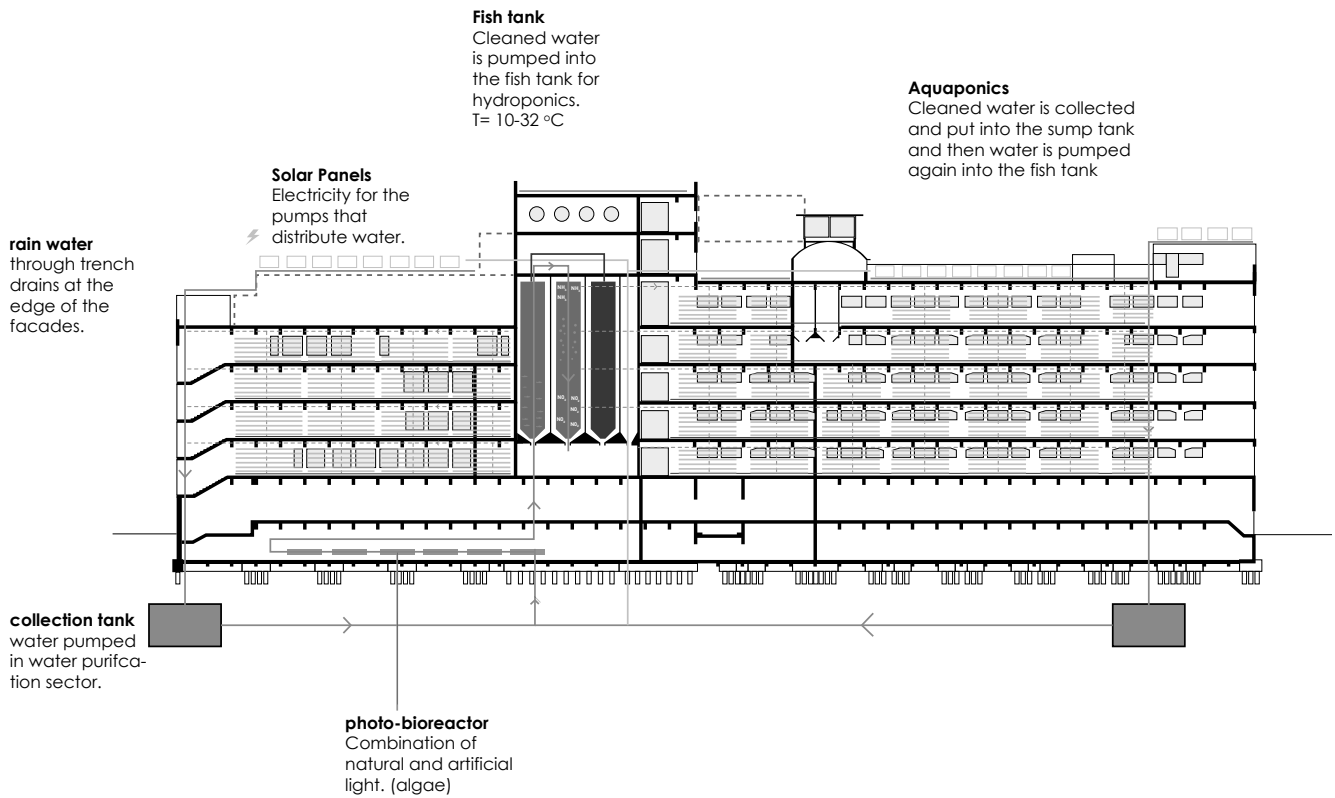 Fish tank
Cleaned water
is pumped into
the fish tank for
hydroponics.
T= 10-32 °C
Aquaponics
Cleaned water is collected
and put into the sump tank
and then water is pumped
again into the fish tank
Solar Panels
Electricity for the
pumps that
distribute water.
rain water
through trench
drains at the
edge of the
facades.
collection tank
water pumped
in water purifca-
tion sector.
photo-bioreactor
Combination of
natural and artificial
light. (algae)